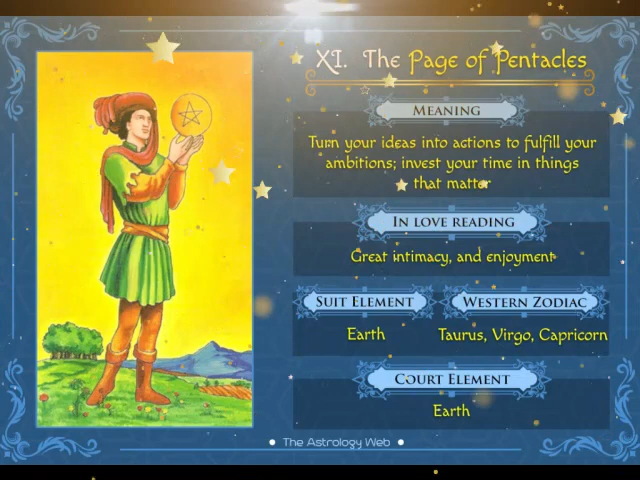 XI. The Page of Pentacles
Meaning
Turn your ideas into actions to fulfill your
ambitions; invest your time in things
that matter
In love reading
Great intimacy, and enjoyment
Suit Element
Western Zodiac
Earth
Taurus, Virgo, Capricorn
Court Element
Earth
The Astrology Web